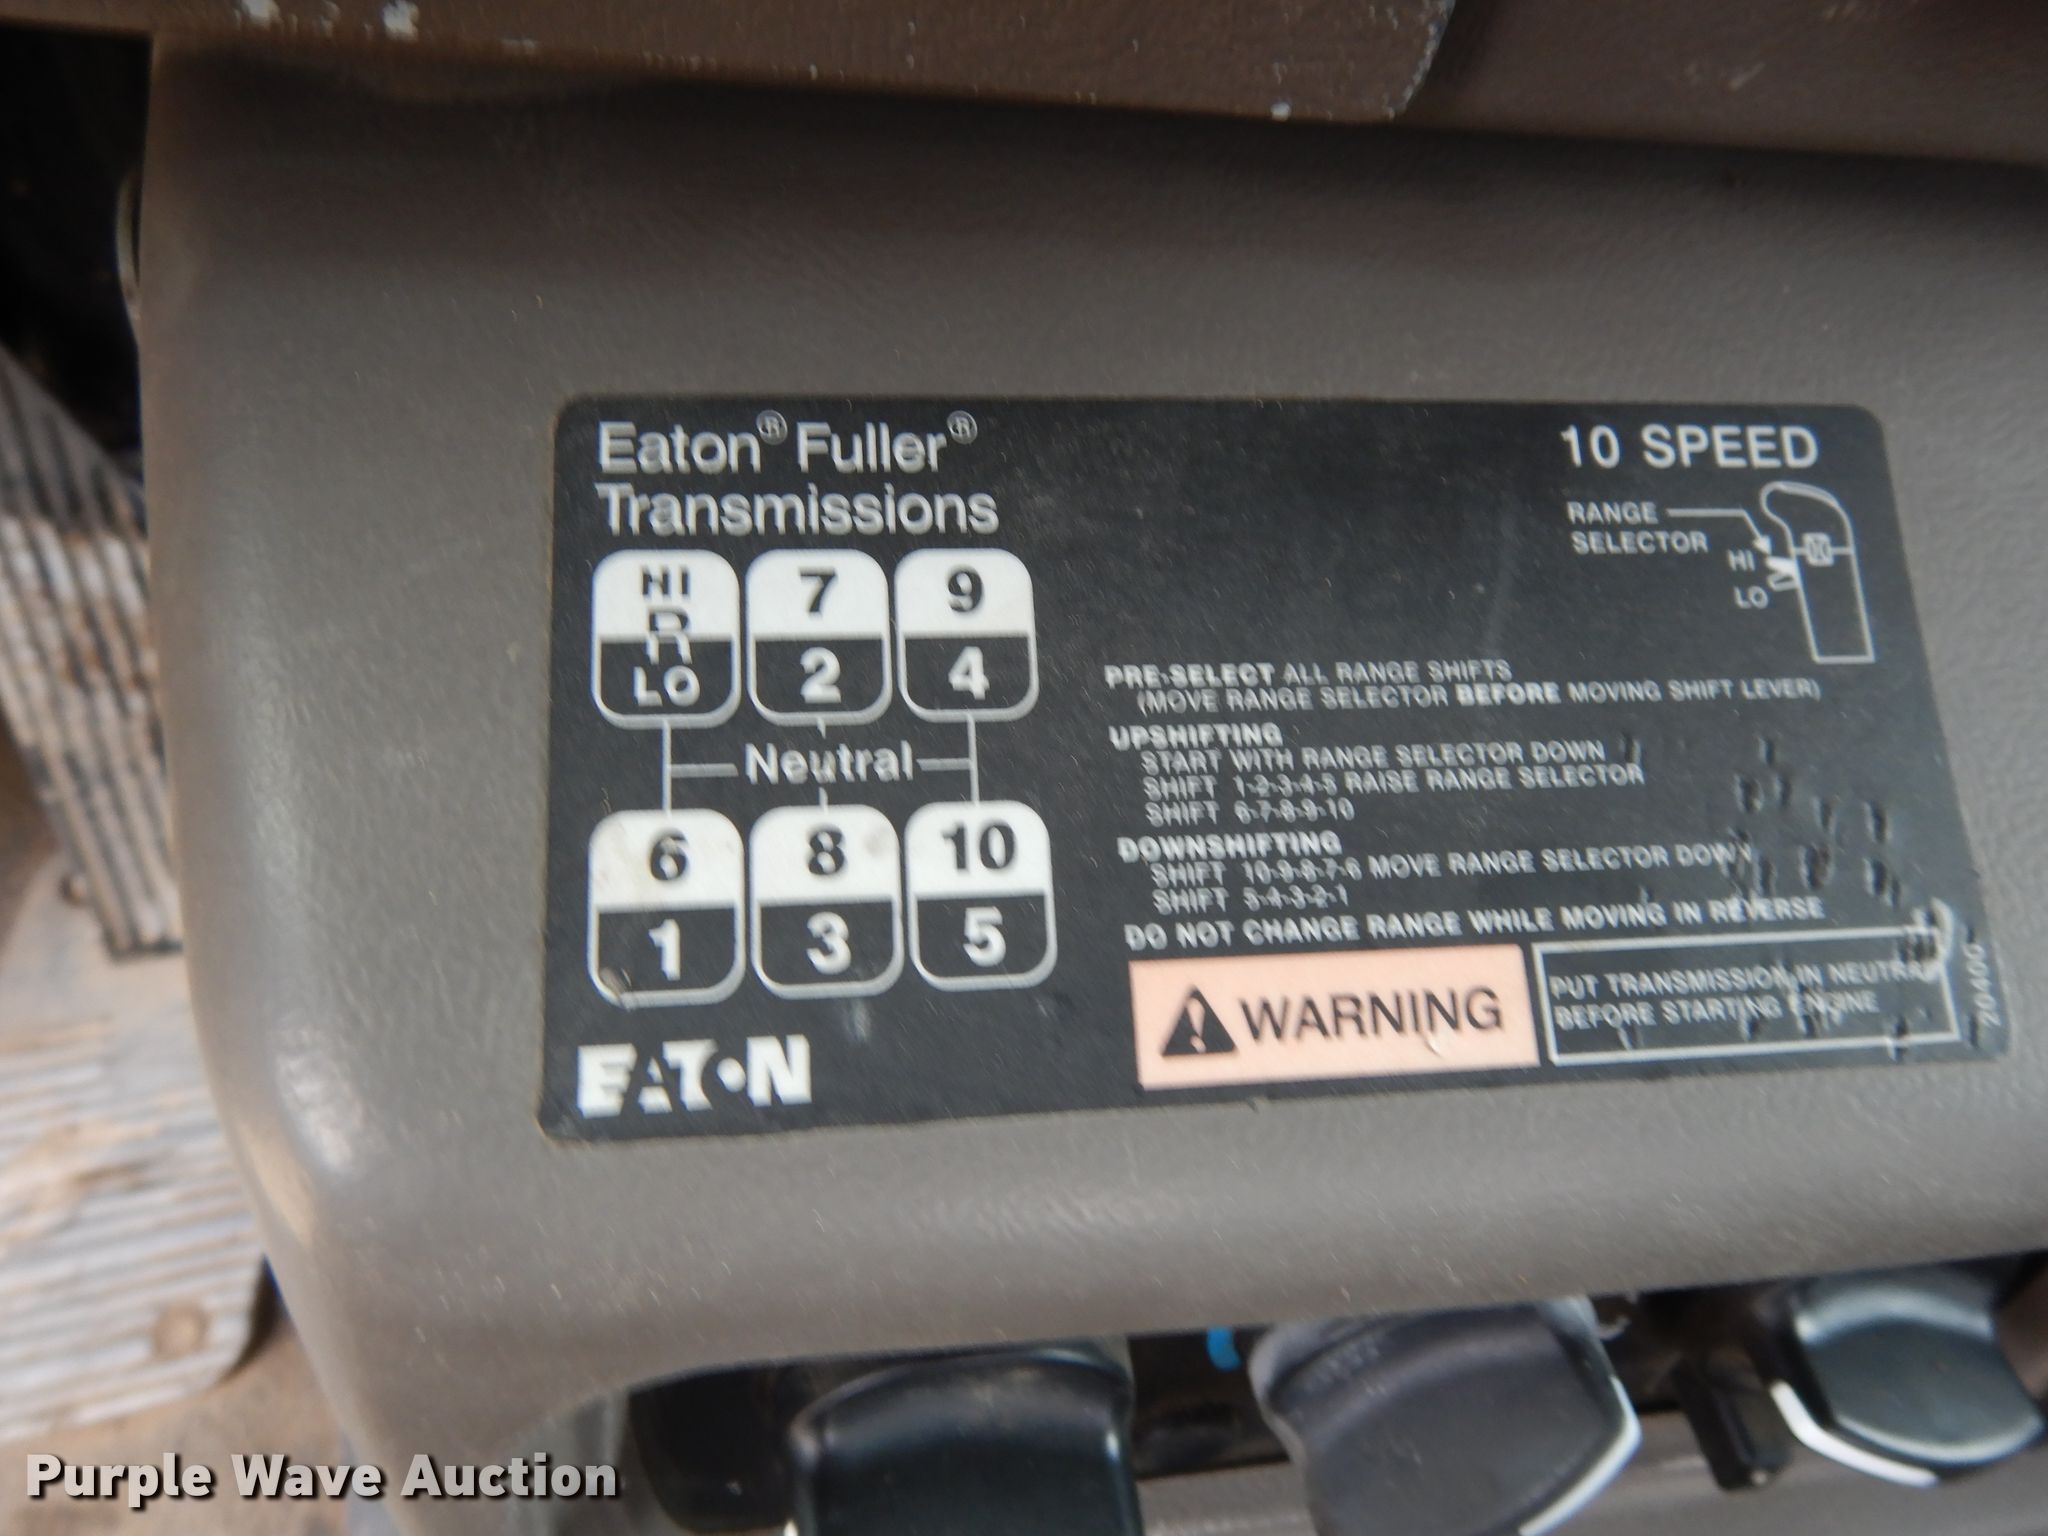 Eaton® Fuller®
Transmissions
HI
R
LO
7
2
9
4
Neutral
6
1
8
3
10
5
EATON
10 SPEED
RANGE
SELECTOR
HI
LO
PRE-SELECT ALL RANGE SHIFTS
(MOVE RANGE SELECTOR BEFORE MOVING SHIFT LEVER)
UPSHIFTING
START WITH RANGE SELECTOR DOWN
SHIFT 1-2-3-4-5 RAISE RANGE SELECTOR
SHIFT 6-7-8-9-10
DOWNSHIFTING
SHIFT 10-9-8-7-6 MOVE RANGE SELECTOR DOWN
SHIFT 5-4-3-2-1
DO NOT CHANGE RANGE WHILE MOVING IN REVERSE
WARNING
PUT TRANSMISSION IN NEUTRAL
BEFORE STARTING ENGINE
Purple Wave Auction